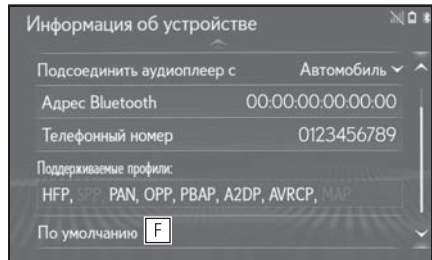 Информация об устройстве
Подсоединить аудиоплеер с Автомобиль
Адрес Bluetooth 00:00:00:00:00:00
Телефонный номер 0123456789
Поддерживаемые профили:
HFP, SPP, PAN, OPP, PBAP, A2DP, AVRCP, MAP
По умолчанию F